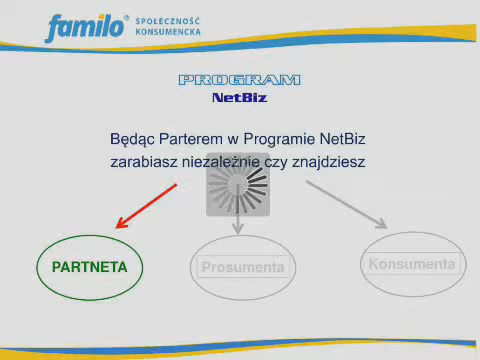 familo® SPOŁECZNOŚĆ
KONSUMENCKA
PROGRAM
NetBiz
Będąc Parterem w Programie NetBiz
zarabiasz niezależnie czy znajdziesz
PARTNETA
Prosumenta
Konsumenta